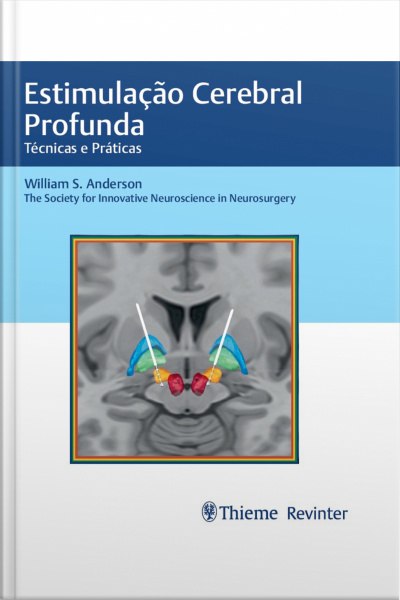 Estimulação Cerebral
Profunda
Técnicas e Práticas
William S. Anderson
The Society for Innovative Neuroscience in Neurosurgery
Thieme Revinter